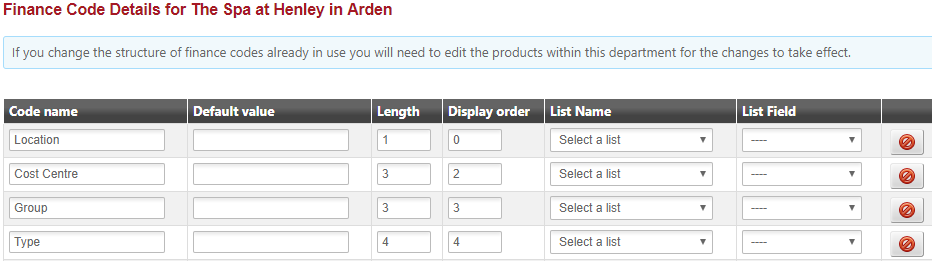 Finance Code Details for The Spa at Henley in Arden
If you change the structure of finance codes already in use you will need to edit the products within this department for the changes to take effect.
Code name Default value Length Display order List Name List Field
Location 1 0 Select a list ----
Cost Centre 3 2 Select a list ----
Group 3 3 Select a list ----
Type 4 4 Select a list ----